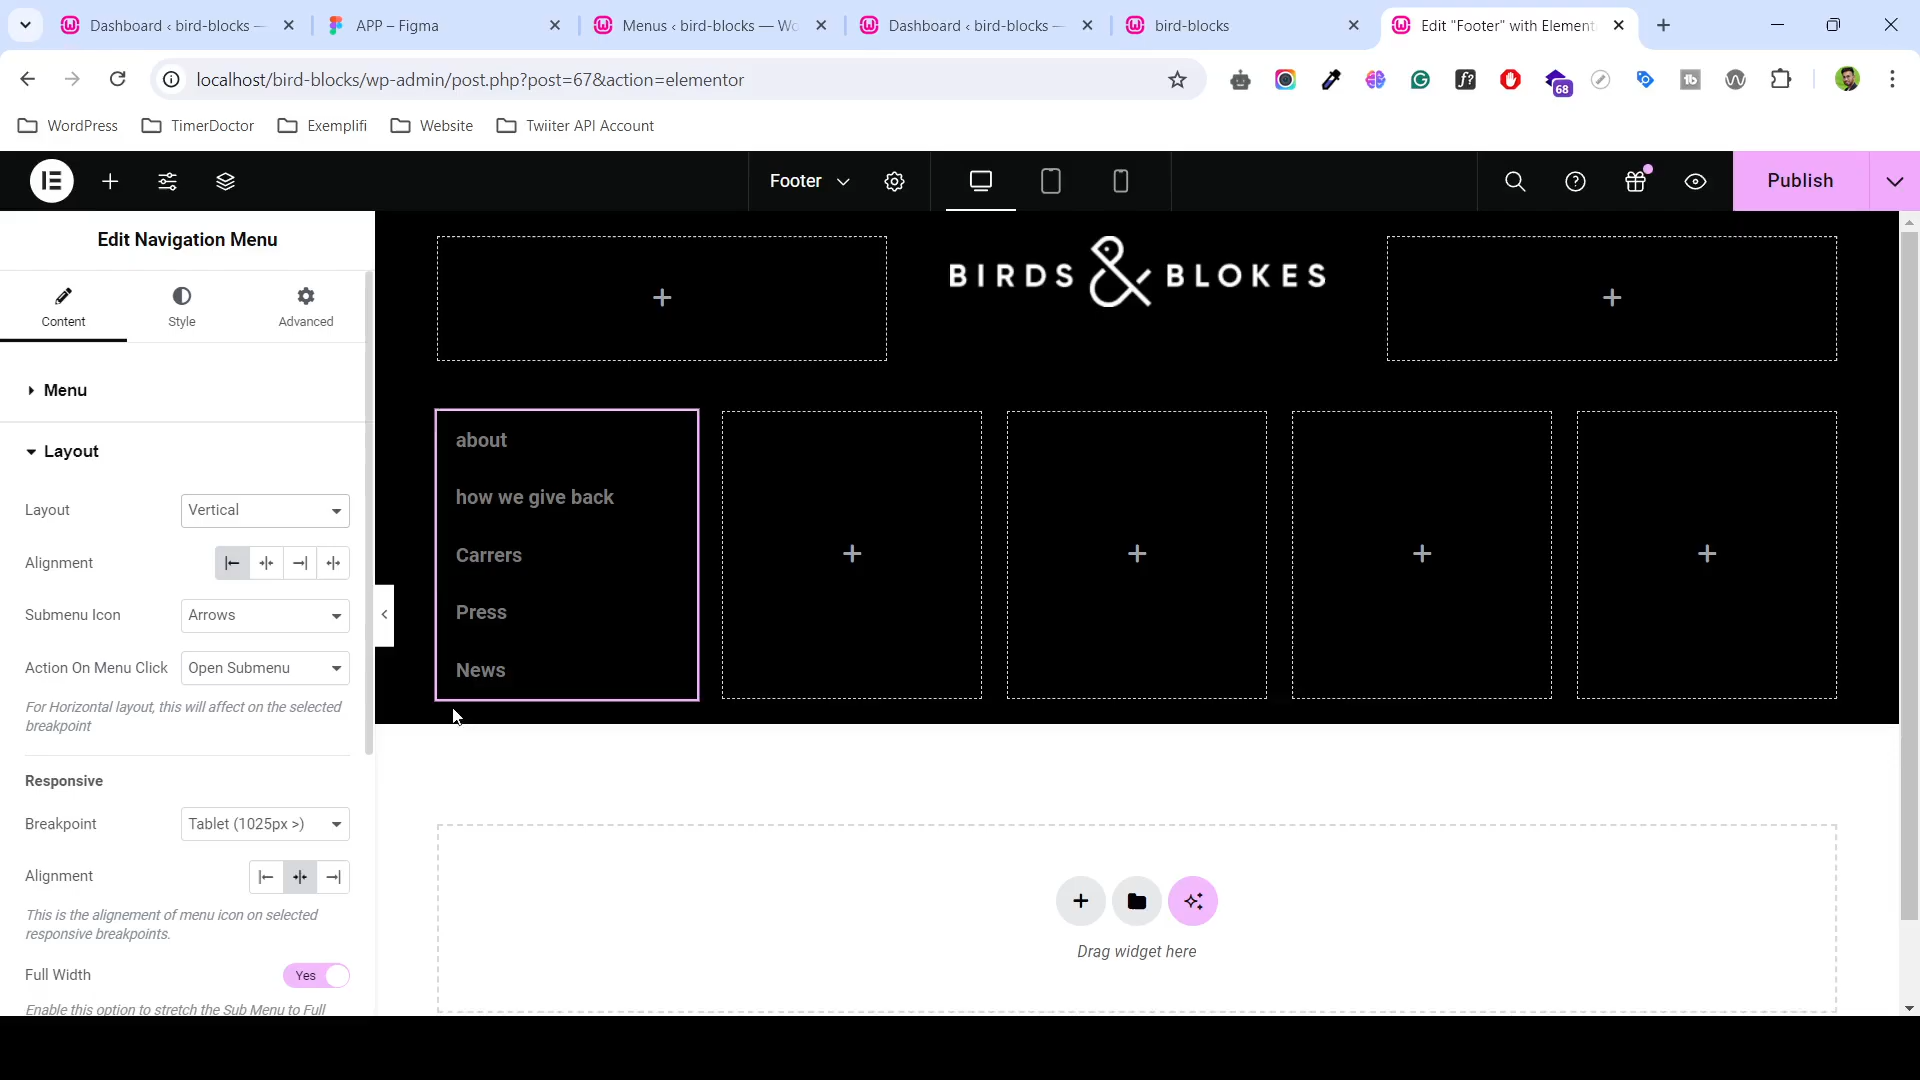 Dashboard ‹ bird-blocks —
APP – Figma
Menus ‹ bird-blocks — Wo
Dashboard ‹ bird-blocks —
bird-blocks
Edit "Footer" with Element
localhost/bird-blocks/wp-admin/post.php?post=67&action=elementor
68
WordPress
TimerDoctor
Exemplifi
Website
Twiiter API Account
Footer
Publish
Edit Navigation Menu
Content
Style
Advanced
Menu
Layout
Layout
Vertical
Alignment
Submenu Icon
Arrows
Action On Menu Click
Open Submenu
For Horizontal layout, this will affect on the selected
breakpoint
Responsive
Breakpoint
Tablet (1025px >)
Alignment
This is the alignement of menu icon on selected
responsive breakpoints.
Full Width
Yes
Enable this option to stretch the Sub Menu to Full
BIRDS & BLOKES
about
how we give back
Carrers
Press
News
Drag widget here